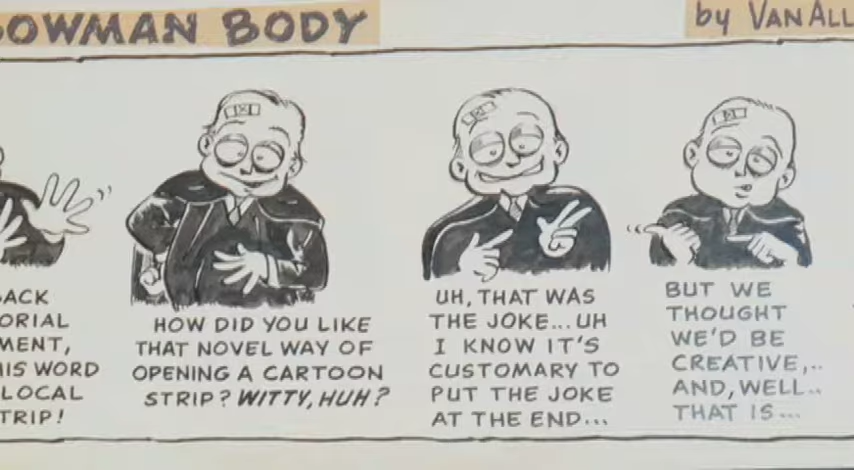 BOWMAN BODY
by VAN ALL
ACK
ORIAL
MENT,
HIS WORD
LOCAL
TRIP!
HOW DID YOU LIKE
THAT NOVEL WAY OF
OPENING A CARTOON
STRIP? WITTY, HUH?
UH, THAT WAS
THE JOKE...UH
I KNOW IT'S
CUSTOMARY TO
PUT THE JOKE
AT THE END...
BUT WE
THOUGHT
WE'D BE
CREATIVE,..
AND, WELL..
THAT IS...